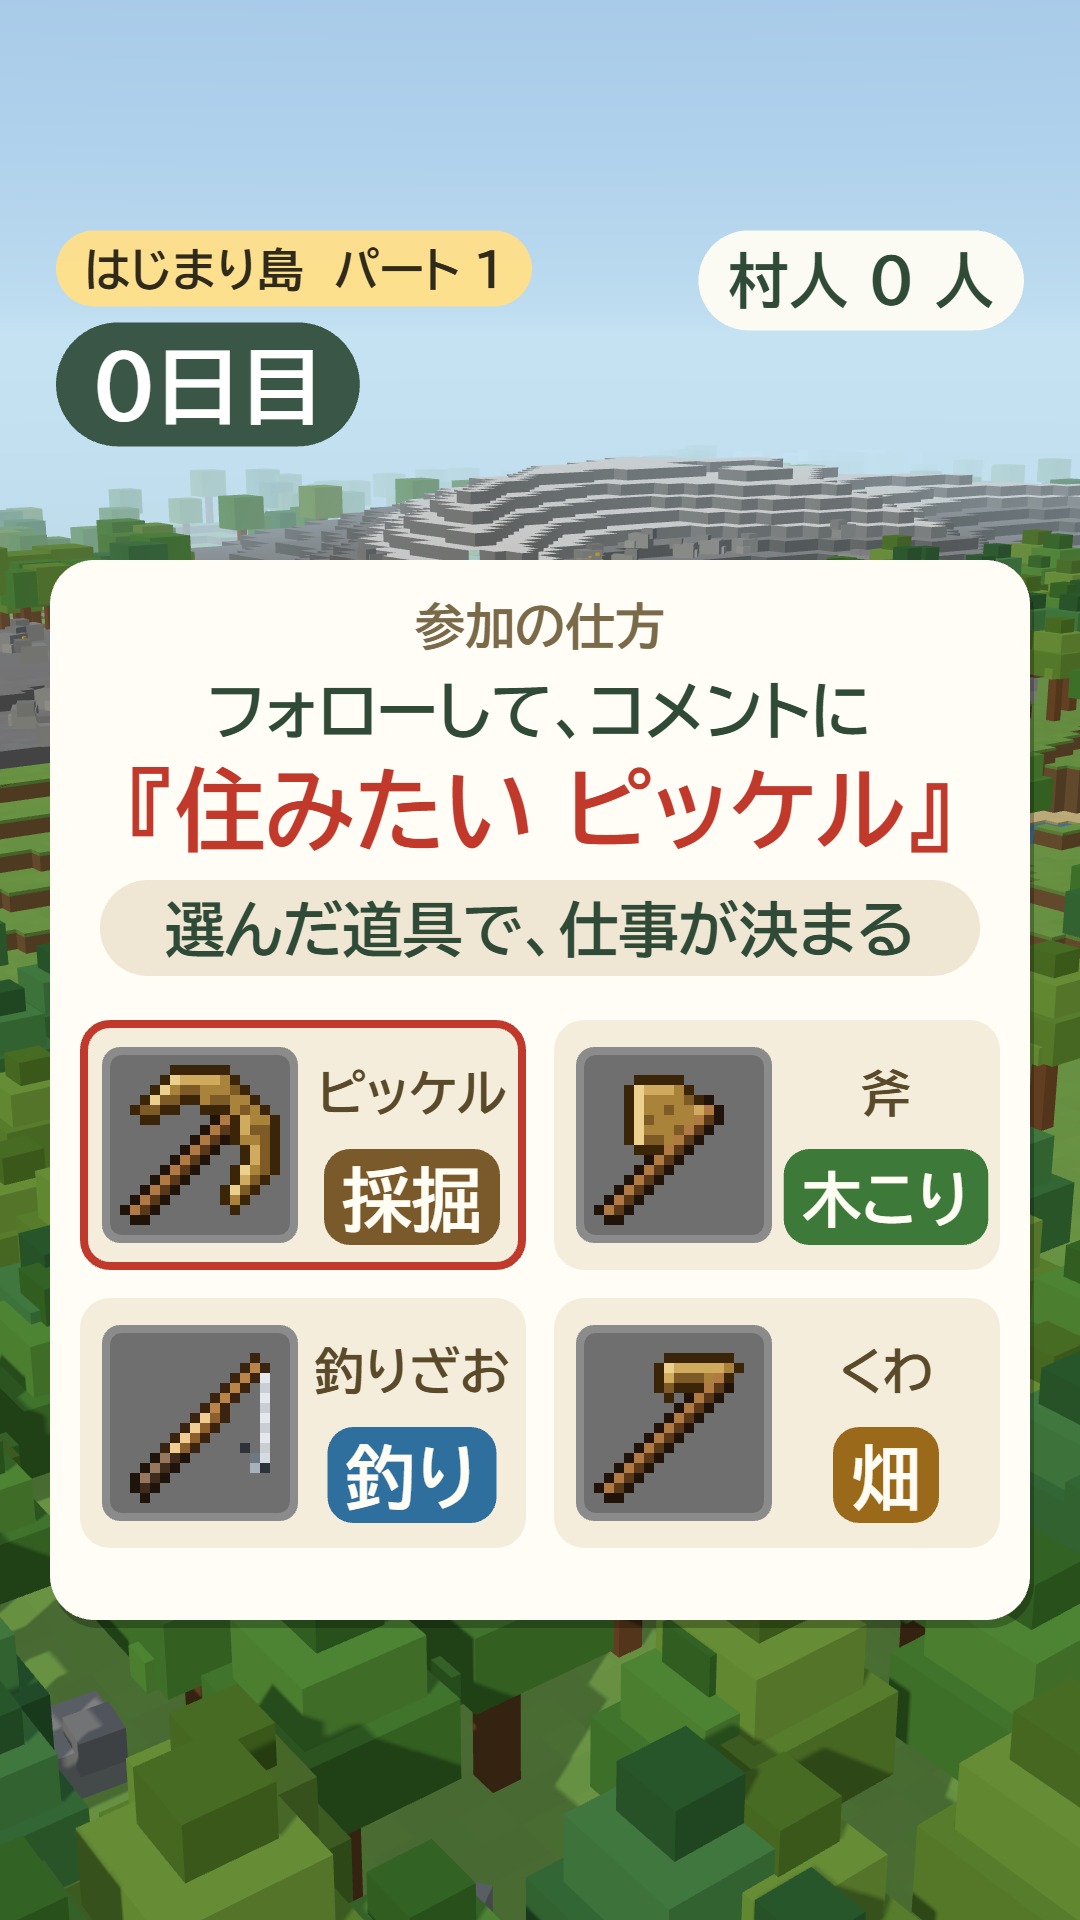 はじまり島 パート 1
村人 0 人
0日目
参加の仕方
フォローして、コメントに
『住みたい ピッケル』
選んだ道具で、仕事が決まる
ピッケル
採掘
斧
木こり
釣りざお
釣り
くわ
畑